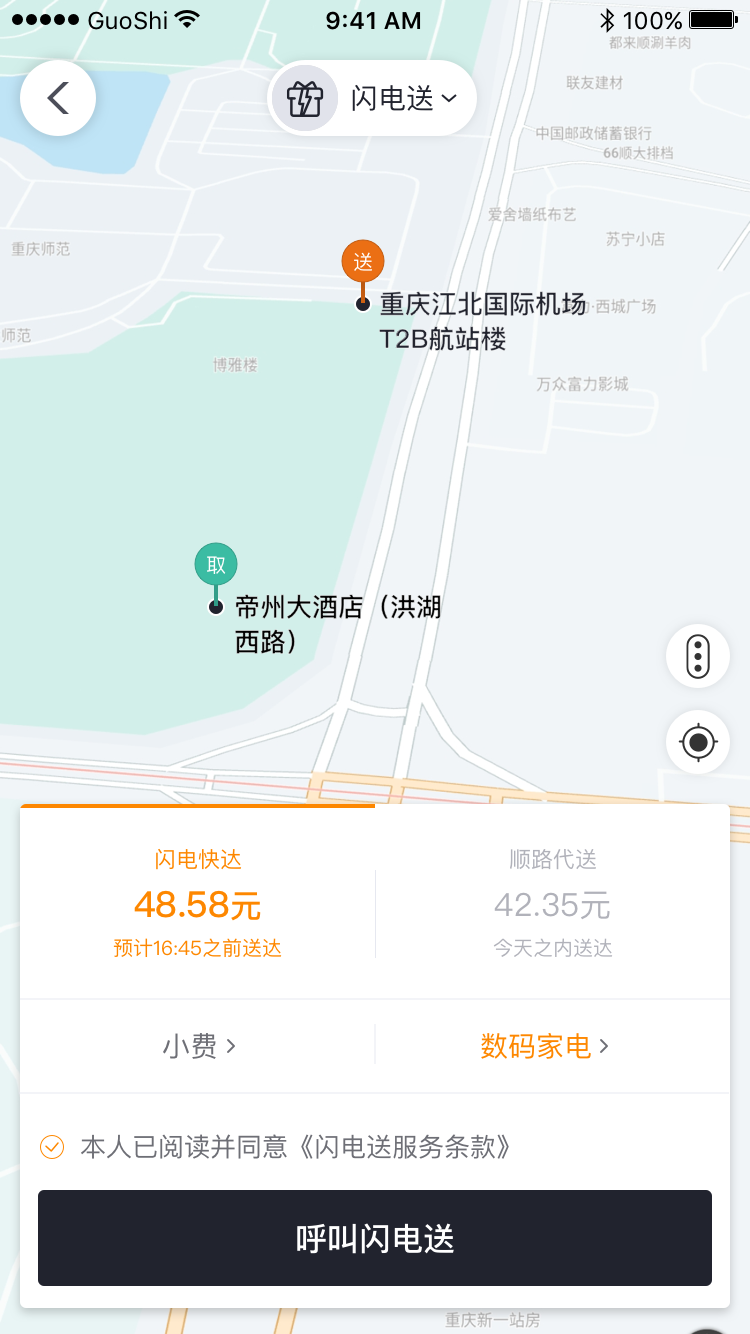 GuoShi
9:41 AM
100%
都来顺涮羊肉
闪电送
联友建材
中国邮政储蓄银行
66顺大排档
爱舍墙纸布艺
苏宁小店
重庆师范
送
重庆江北国际机场
T2B航站楼
·西城广场
师范
博雅楼
万众富力影城
取
帝州大酒店（洪湖
西路）
闪电快达
48.58元
预计16:45之前送达
顺路代送
42.35元
今天之内送达
小费
数码家电
本人已阅读并同意《闪电送服务条款》
呼叫闪电送
重庆新一站房